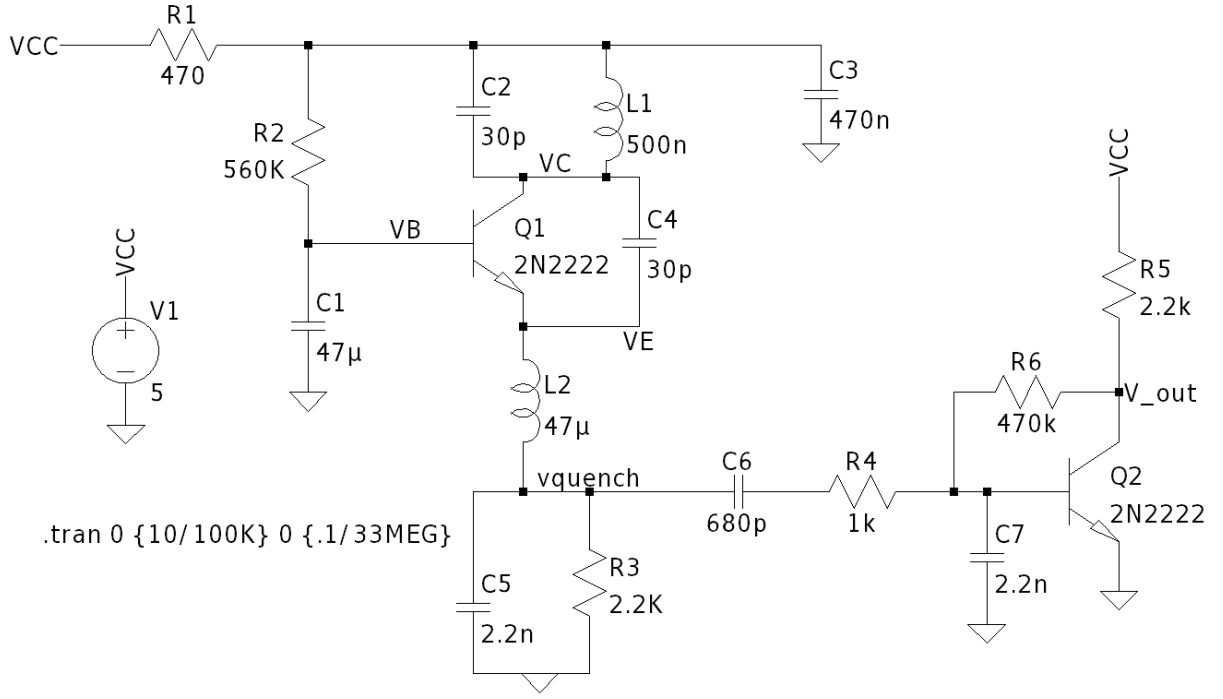 R1
VCC
470
C2
30p
L1
500n
C3
470n
R2
560K
VC
VCC
VB
Q1
2N2222
C4
30p
VCC
V1
5
C1
47µ
VE
R5
2.2k
L2
47µ
R6
470k
V_out
vquench
C6
680p
R4
1k
Q2
2N2222
.tran 0 {10/100K} 0 {.1/33MEG}
C5
2.2n
R3
2.2K
C7
2.2n